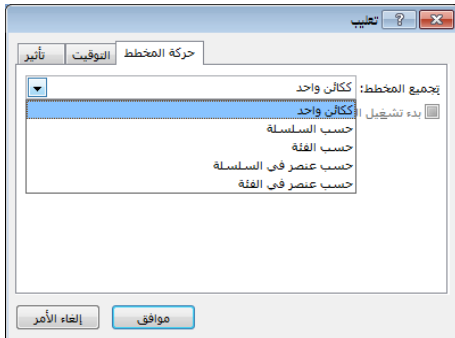 تعليب
تأثير التوقيت حركة المخطط
تجميع المخطط: ككائن واحد
بدء تشغيل
ككائن واحد
حسب السلسلة
حسب الفئة
حسب عنصر في السلسلة
حسب عنصر في الفئة
موافق إلغاء الأمر